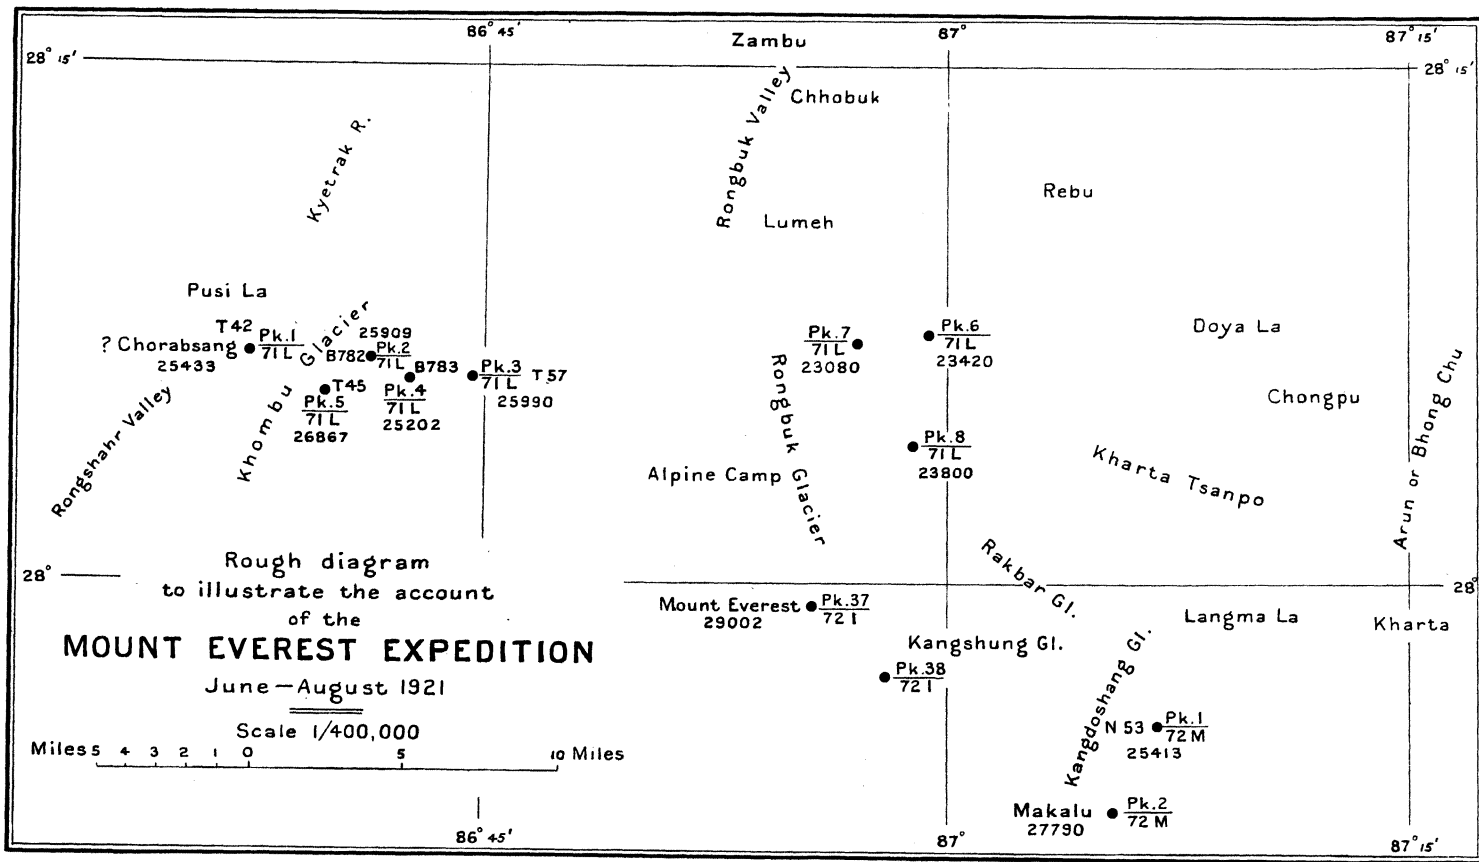 86° 45'
Zambu
87°
87° 15'
28° 15'
28° 15'
Chhobuk
Rongbuk Valley
Kyetrak R.
Rebu
Lumeh
Pusi La
T42
? Chorabsang
25433
Pk.1
71 L
Khombu Glacier
25909
B782
Pk.2
71 L
B783
Pk.4
71 L
25202
Pk.3
71 L
T57
25990
T45
Pk.5
71 L
26867
Rongshahr Valley
Pk.7
71 L
23080
Pk.6
71 L
23420
Doya La
Rongbuk Glacier
Chongpu
Pk.8
71 L
23800
Alpine Camp
Kharta Tsanpo
Arun or Bhong Chu
28°
28°
Rakbar Gl.
Mount Everest
29002
Pk.37
72 I
Langma La
Kharta
Kangshung Gl.
Pk.38
72 I
Kangdoshang Gl.
N 53
Pk.1
72 M
25413
Makalu
27790
Pk.2
72 M
Rough diagram
to illustrate the account
of the
MOUNT EVEREST EXPEDITION
June—August 1921
Scale 1/400,000
Miles 5 4 3 2 1 0 5 10 Miles
86° 45'
87°
87° 15'